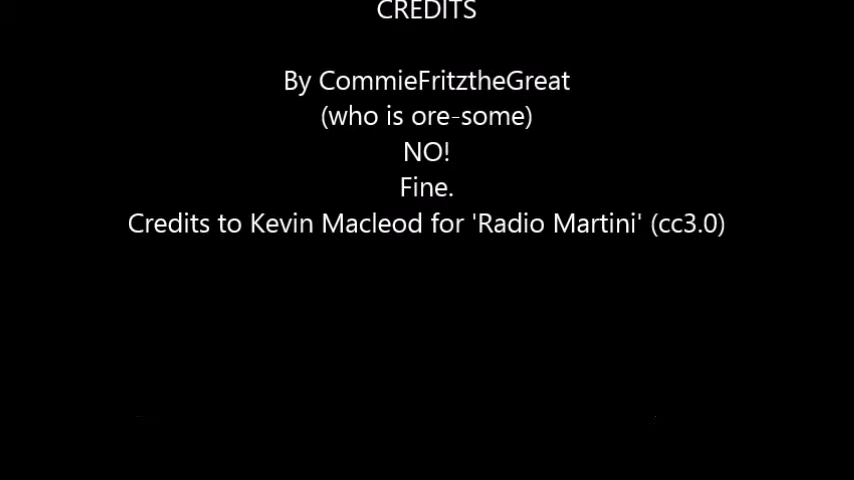 CREDITS
By CommieFritztheGreat
(who is ore-some)
NO!
Fine.
Credits to Kevin Macleod for 'Radio Martini' (cc3.0)